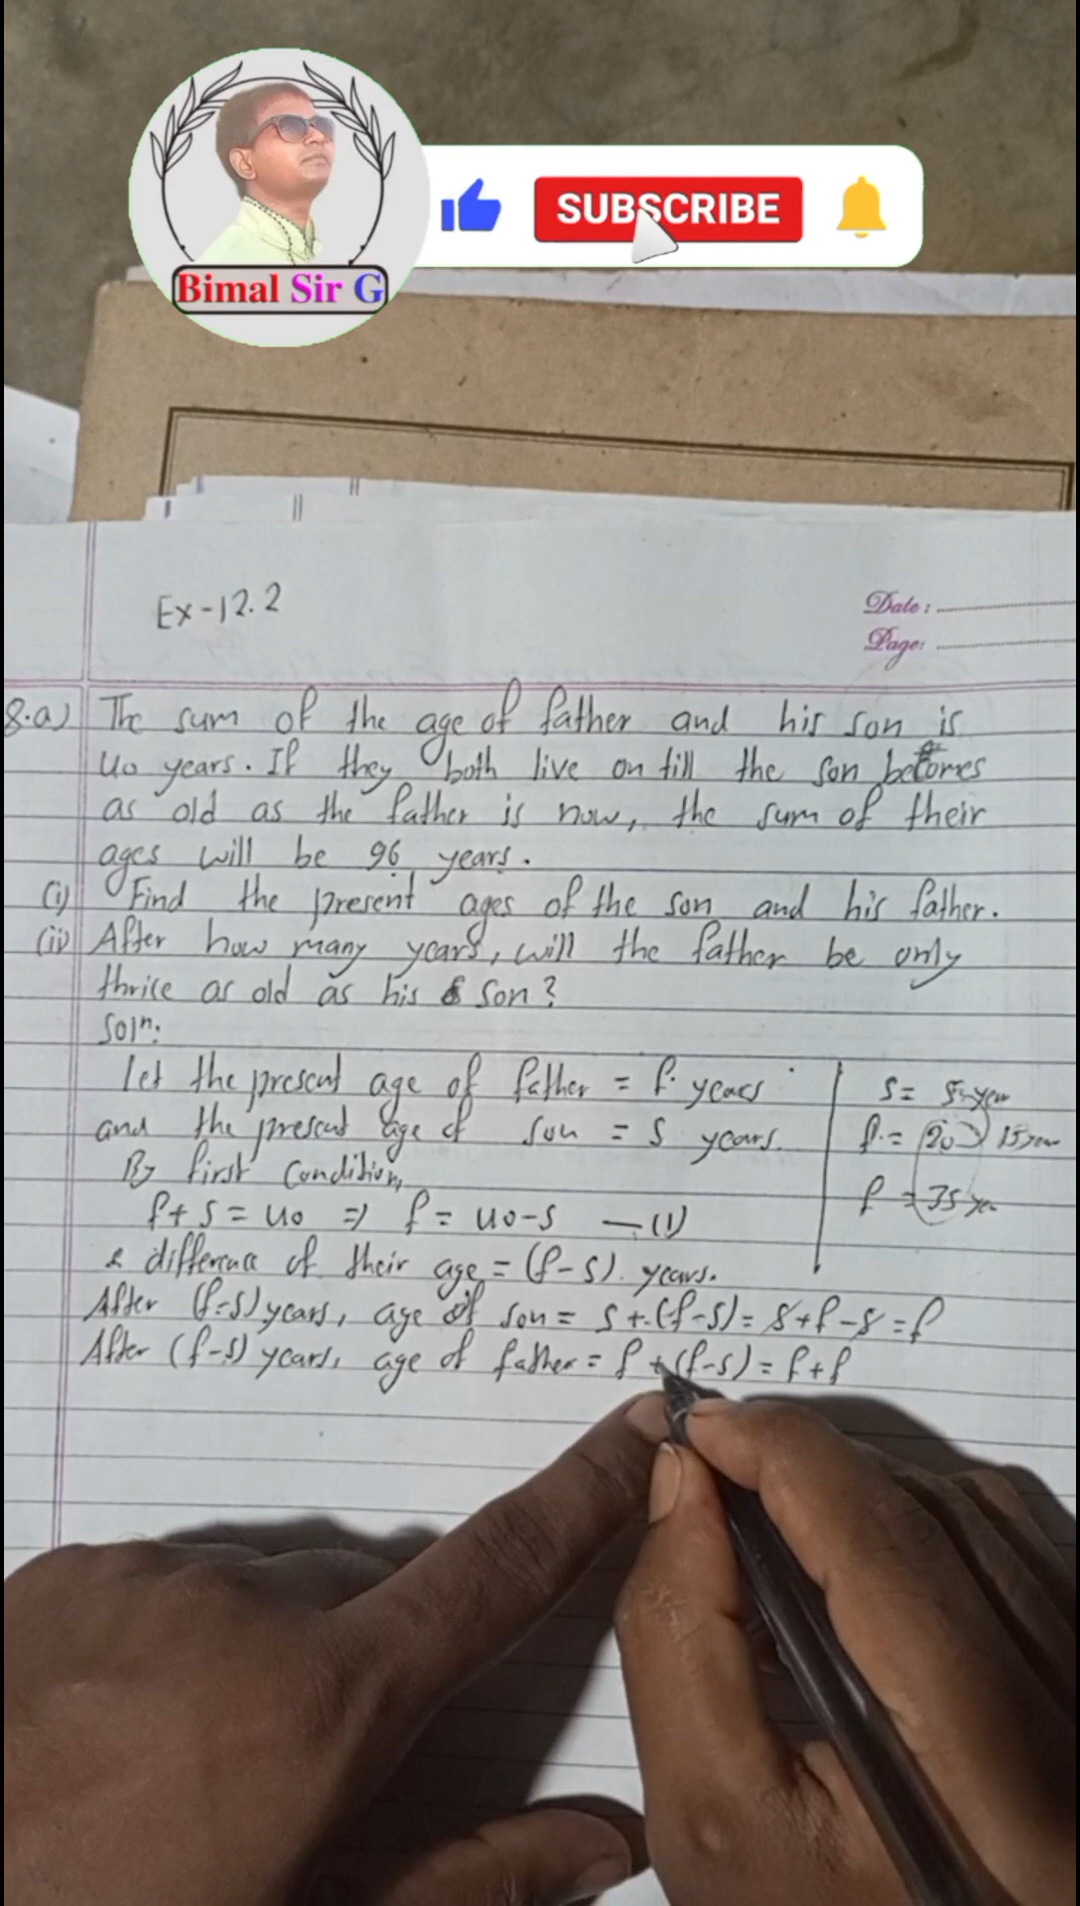 Bimal Sir G
SUBSCRIBE
Ex-12.2
Date:
Page:
8.a) The sum of the age of father and his son is
40 years. If they both live on till the son becomes
as old as the father is now, the sum of their
ages will be 96 years.
(i) Find the present ages of the son and his father.
(ii) After how many years, will the father be only
thrice as old as his son?
Soln:
Let the present age of father = f. years
and the present age of son = s years.
By first condition,
f + s = 40 => f = 40-s — (1)
& difference of their age = (f-s). years.
After (f-s) years, age of son = s + (f-s) = s+f-s = f
After (f-s) years, age of father = f + (f-s) = f+f
s = 5 year
f = 20 15 year
f = 35 yea